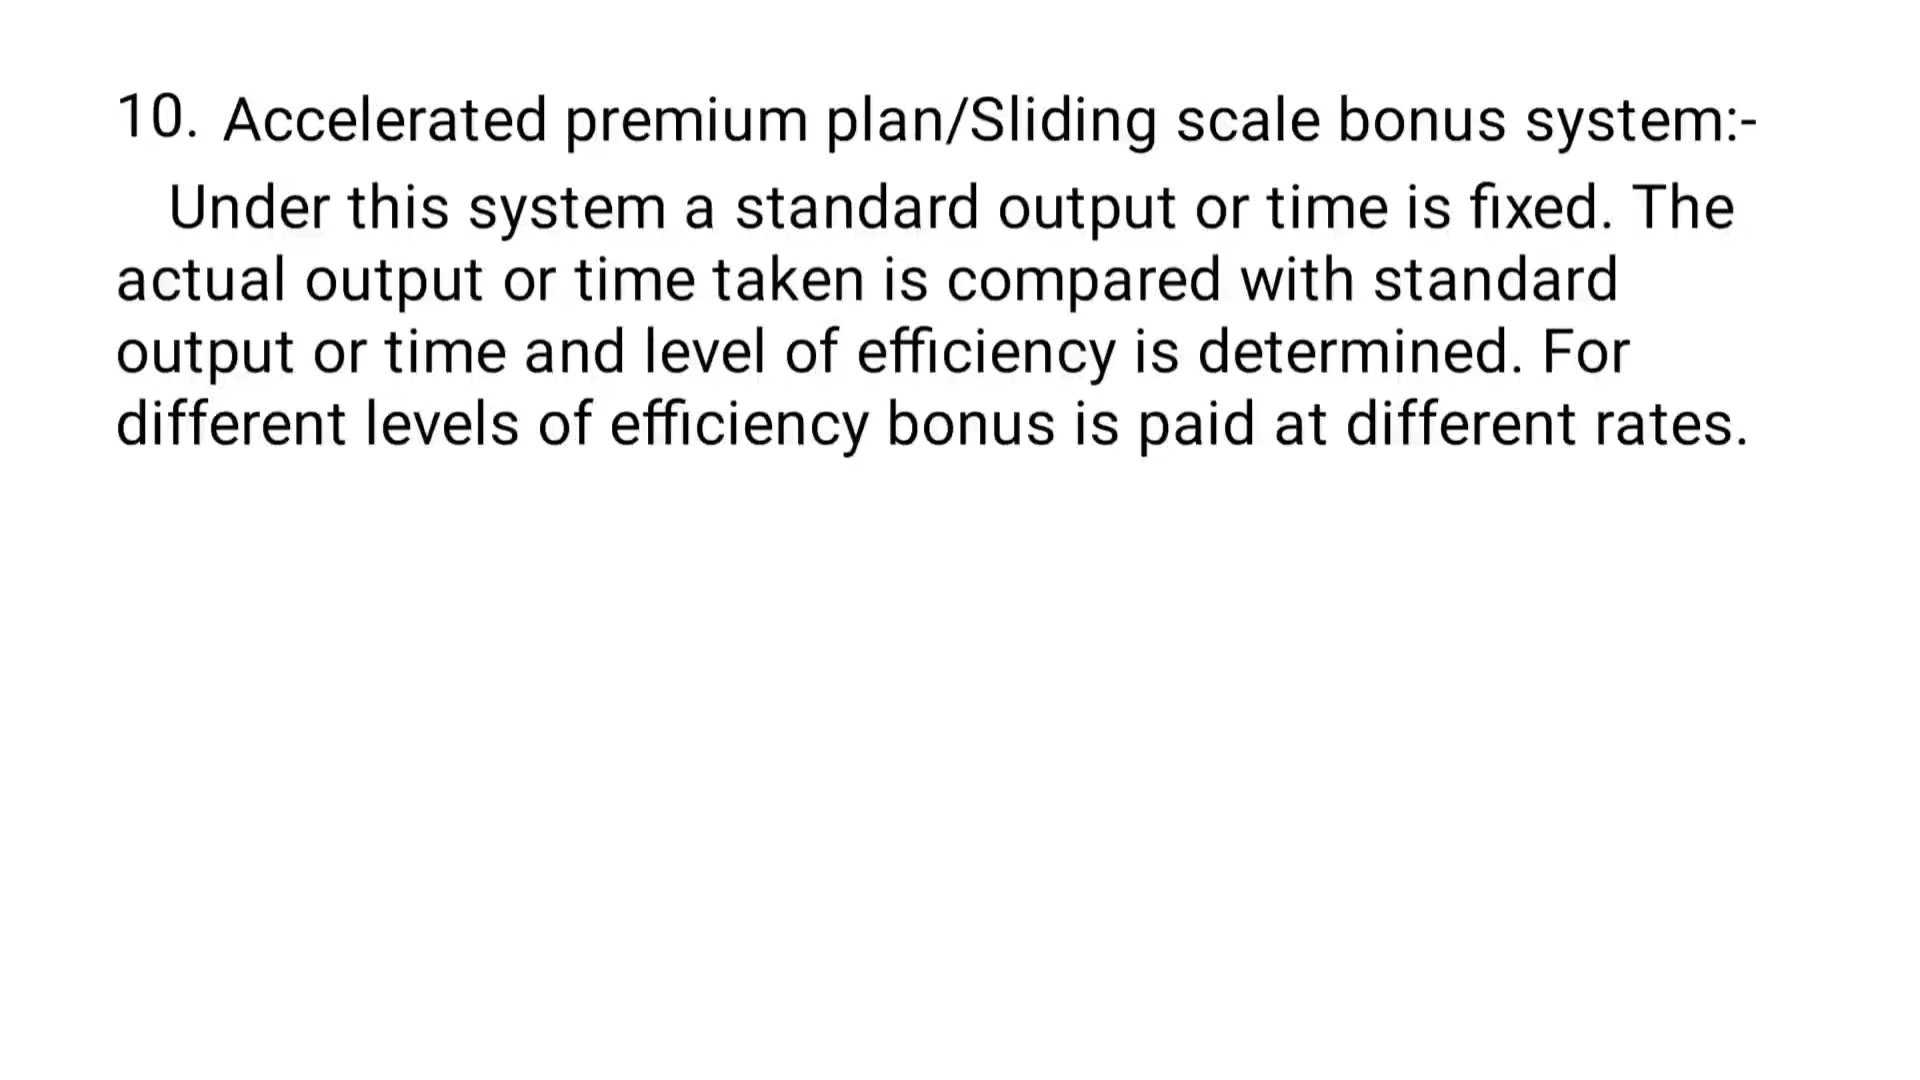 10. Accelerated premium plan/Sliding scale bonus system:-
Under this system a standard output or time is fixed. The
actual output or time taken is compared with standard
output or time and level of efficiency is determined. For
different levels of efficiency bonus is paid at different rates.